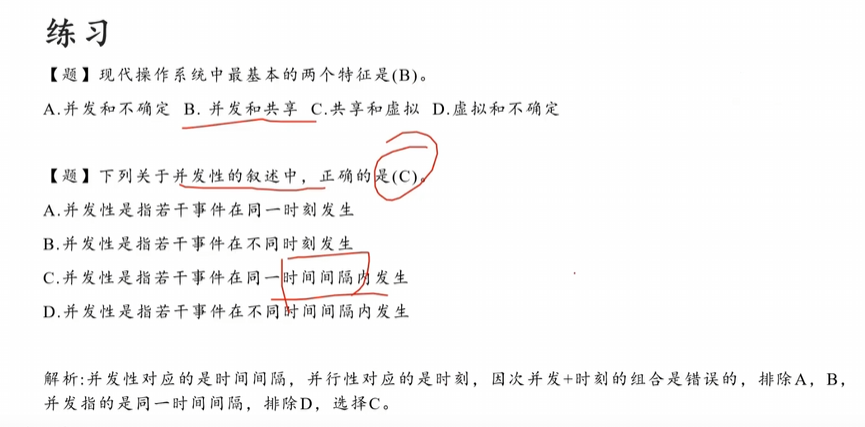 练习
【题】现代操作系统中最基本的两个特征是(B)。
A.并发和不确定 B. 并发和共享 C.共享和虚拟 D.虚拟和不确定
【题】下列关于并发性的叙述中，正确的是(C)。
A.并发性是指若干事件在同一时刻发生
B.并发性是指若干事件在不同时刻发生
C.并发性是指若干事件在同一时间间隔内发生
D.并发性是指若干事件在不同时间间隔内发生
解析:并发性对应的是时间间隔，并行性对应的是时刻，因次并发+时刻的组合是错误的，排除A，B，
并发指的是同一时间间隔，排除D，选择C。